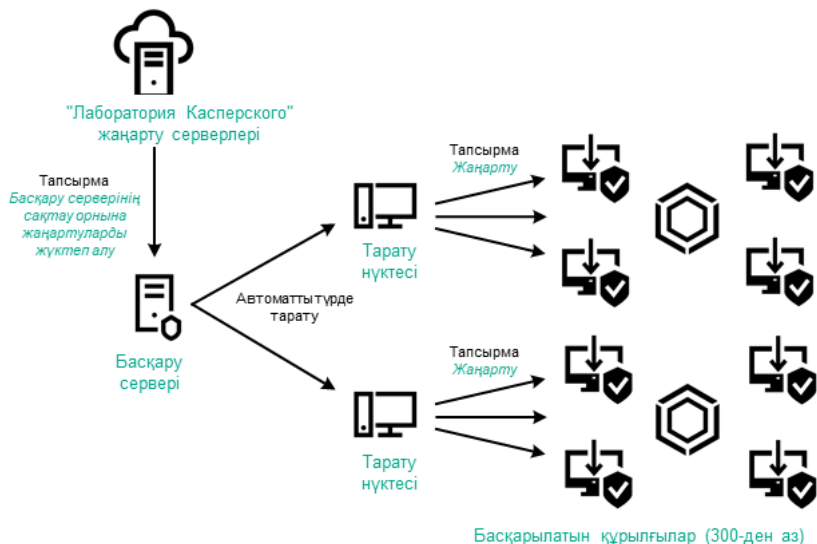 "Лаборатория Касперского"
жаңарту серверлері
Тапсырма
Басқару серверінің
сақтау орнына
жаңартуларды
жүктеп алу
Басқару
сервері
Автоматты түрде
тарату
Тарату
нүктесі
Тапсырма
Жаңарту
Тарату
нүктесі
Тапсырма
Жаңарту
Басқарылатын құрылғылар (300-ден аз)